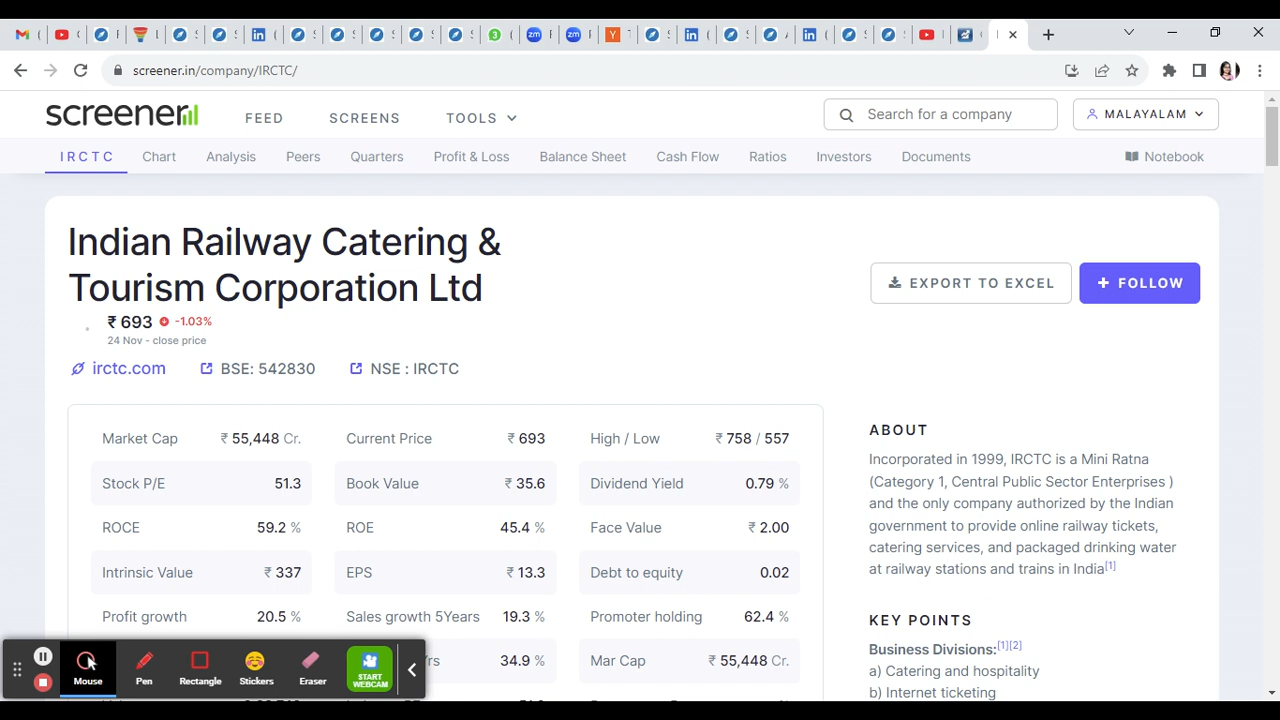 screener.in/company/IRCTC/
screener
FEED
SCREENS
TOOLS
Search for a company
MALAYALAM
IRCTC
Chart
Analysis
Peers
Quarters
Profit & Loss
Balance Sheet
Cash Flow
Ratios
Investors
Documents
Notebook
Indian Railway Catering &
Tourism Corporation Ltd
EXPORT TO EXCEL
+ FOLLOW
₹ 693 -1.03%
24 Nov - close price
irctc.com
BSE: 542830
NSE : IRCTC
Market Cap ₹ 55,448 Cr.
Current Price ₹ 693
High / Low ₹ 758 / 557
Stock P/E 51.3
Book Value ₹ 35.6
Dividend Yield 0.79 %
ROCE 59.2 %
ROE 45.4 %
Face Value ₹ 2.00
Intrinsic Value ₹ 337
EPS ₹ 13.3
Debt to equity 0.02
Profit growth 20.5 %
Sales growth 5Years 19.3 %
Promoter holding 62.4 %
34.9 %
Mar Cap ₹ 55,448 Cr.
ABOUT
Incorporated in 1999, IRCTC is a Mini Ratna
(Category 1, Central Public Sector Enterprises )
and the only company authorized by the Indian
government to provide online railway tickets,
catering services, and packaged drinking water
at railway stations and trains in India[1]
KEY POINTS
Business Divisions:[1][2]
a) Catering and hospitality
b) Internet ticketing
Mouse
Pen
Rectangle
Stickers
Eraser
START
WEBCAM